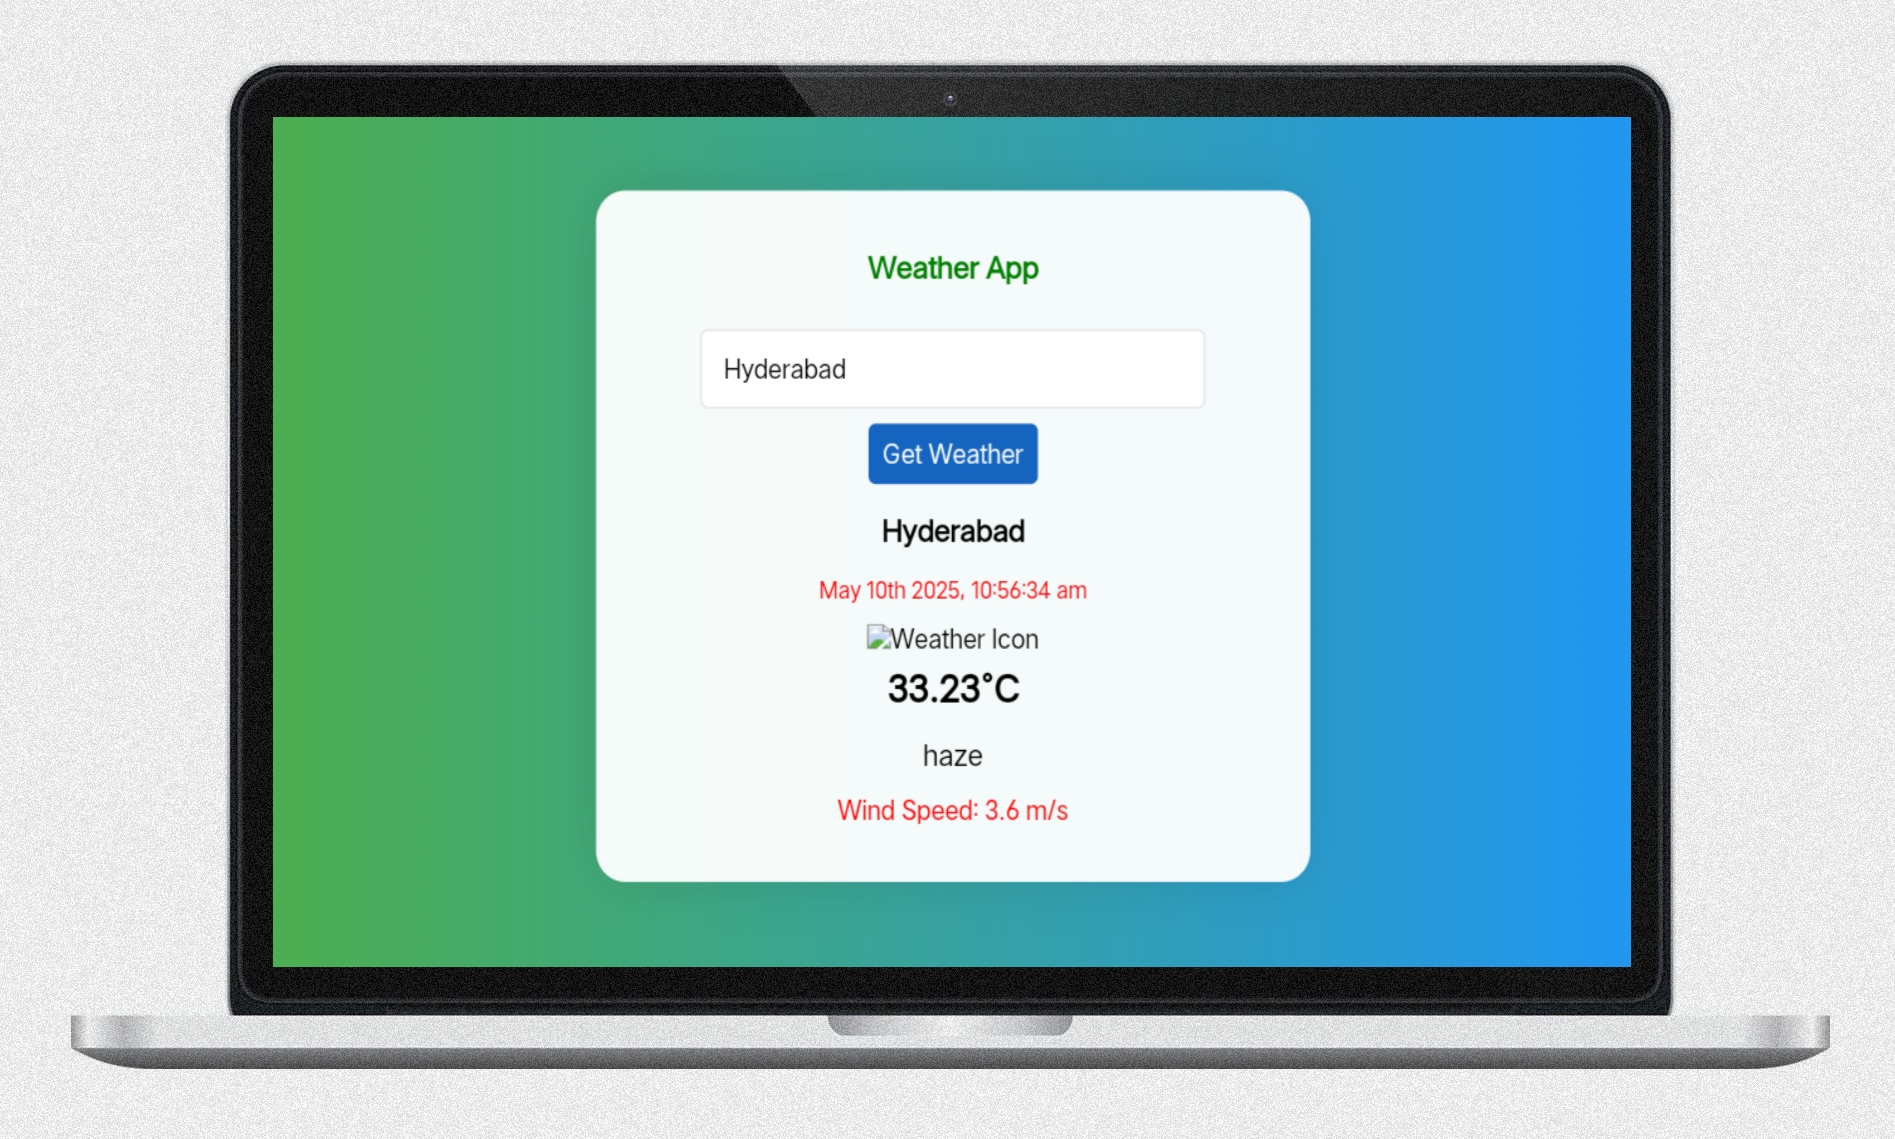 Weather App
Hyderabad
Get Weather
Hyderabad
May 10th 2025, 10:56:34 am
Weather Icon
33.23°C
haze
Wind Speed: 3.6 m/s